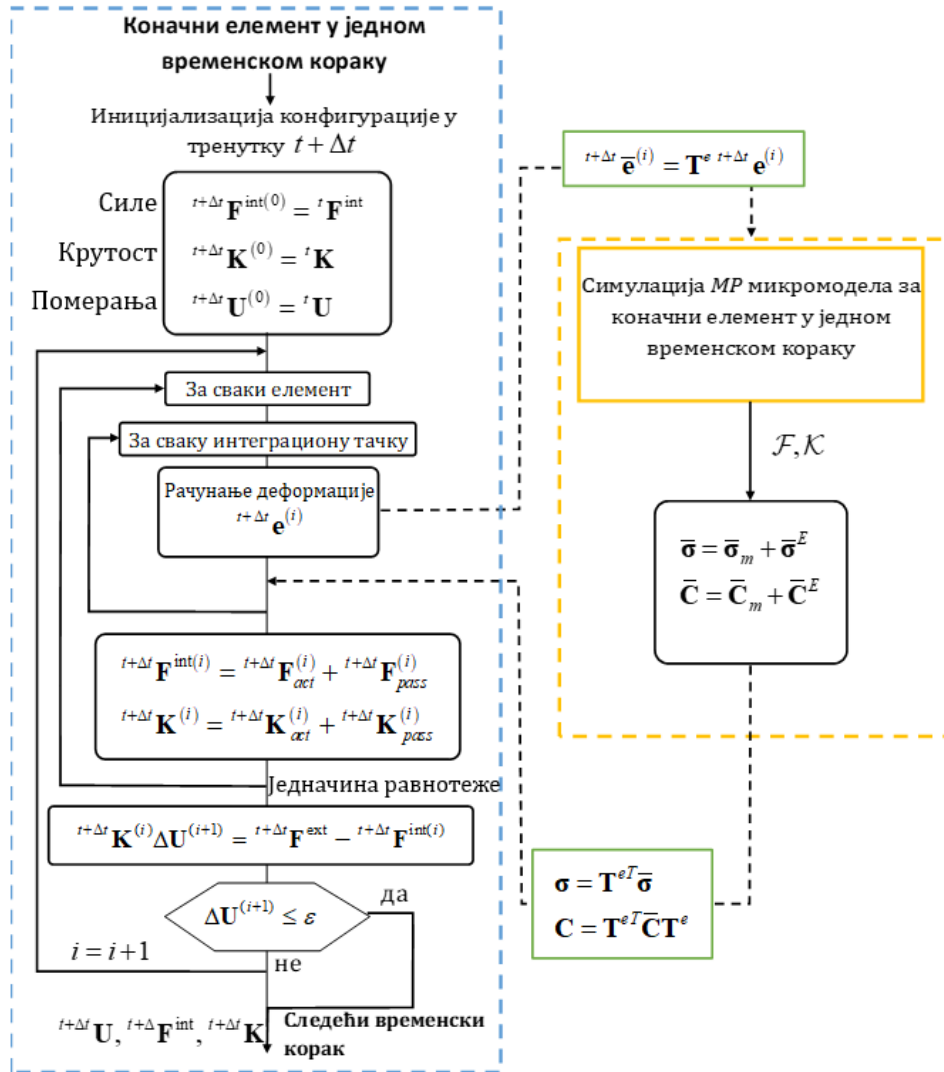 Коначни елемент у једном
временском кораку
Иницијализација конфигурације у
тренутку t + Δt
Силе
^{t+Δt}F^{int(0)} = ^{t}F^{int}
Крутост
^{t+Δt}K^{(0)} = ^{t}K
Померања
^{t+Δt}U^{(0)} = ^{t}U
За сваки елемент
За сваку интеграциону тачку
Рачунање деформације
^{t+Δt}e^{(i)}
^{t+Δt}F^{int(i)} = ^{t+Δt}F_{act}^{(i)} + ^{t+Δt}F_{pass}^{(i)}
^{t+Δt}K^{(i)} = ^{t+Δt}K_{act}^{(i)} + ^{t+Δt}K_{pass}^{(i)}
Једначина равнотеже
^{t+Δt}K^{(i)}ΔU^{(i+1)} = ^{t+Δt}F^{ext} − ^{t+Δt}F^{int(i)}
ΔU^{(i+1)} ≤ ε
да
i = i+1
не
^{t+Δt}U, ^{t+Δ}F^{int}, ^{t+Δt}K
Следећи временски
корак
^{t+Δt}e̅^{(i)} = T^{e} ^{t+Δt}e^{(i)}
Симулација MP микромодела за
коначни елемент у једном
временском кораку
ℱ, 𝒦
σ̅ = σ̅_{m} + σ̅^{E}
C̅ = C̅_{m} + C̅^{E}
σ = T^{eT}σ̅
C = T^{eT}C̅T^{e}